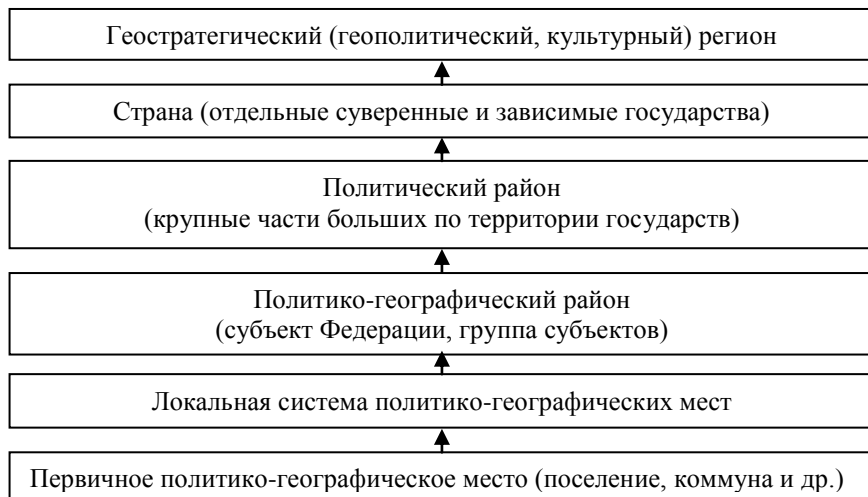 Геостратегический (геополитический, культурный) регион
Страна (отдельные суверенные и зависимые государства)
Политический район
(крупные части больших по территории государств)
Политико-географический район
(субъект Федерации, группа субъектов)
Локальная система политико-географических мест
Первичное политико-географическое место (поселение, коммуна и др.)